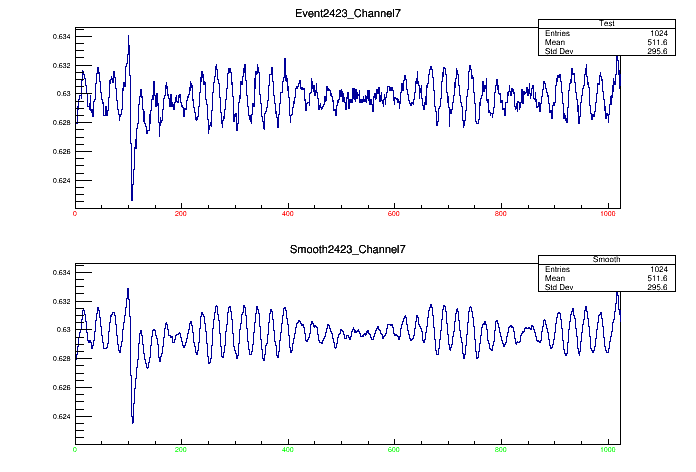 Event2423_Channel7
Test
Entries 1024
Mean 511.6
Std Dev 295.6
0.634
0.632
0.63
0.628
0.626
0.624
0 200 400 600 800 1000
Smooth2423_Channel7
Smooth
Entries 1024
Mean 511.6
Std Dev 295.6
0.634
0.632
0.63
0.628
0.626
0.624
0 200 400 600 800 1000